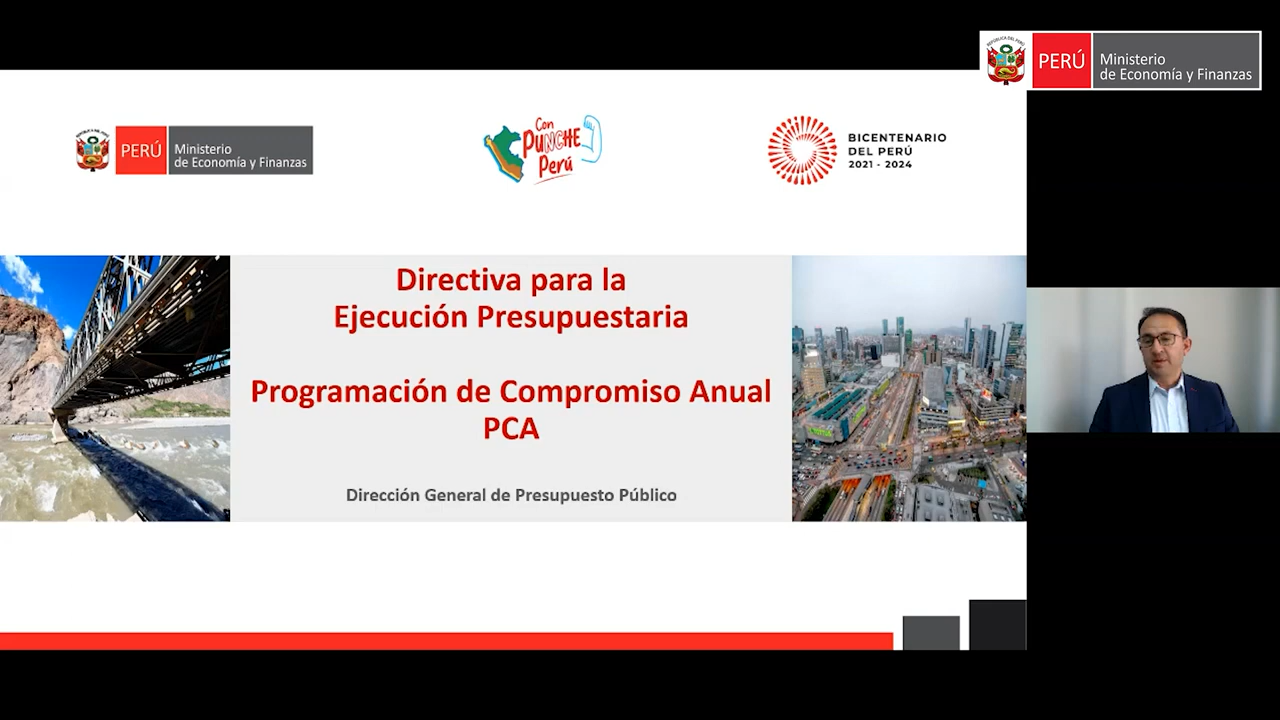 PERÚ
Ministerio
de Economía y Finanzas
PERÚ
Ministerio
de Economía y Finanzas
Con
PUNCHE
Perú
BICENTENARIO
DEL PERÚ
2021 - 2024
Directiva para la
Ejecución Presupuestaria
Programación de Compromiso Anual
PCA
Dirección General de Presupuesto Público